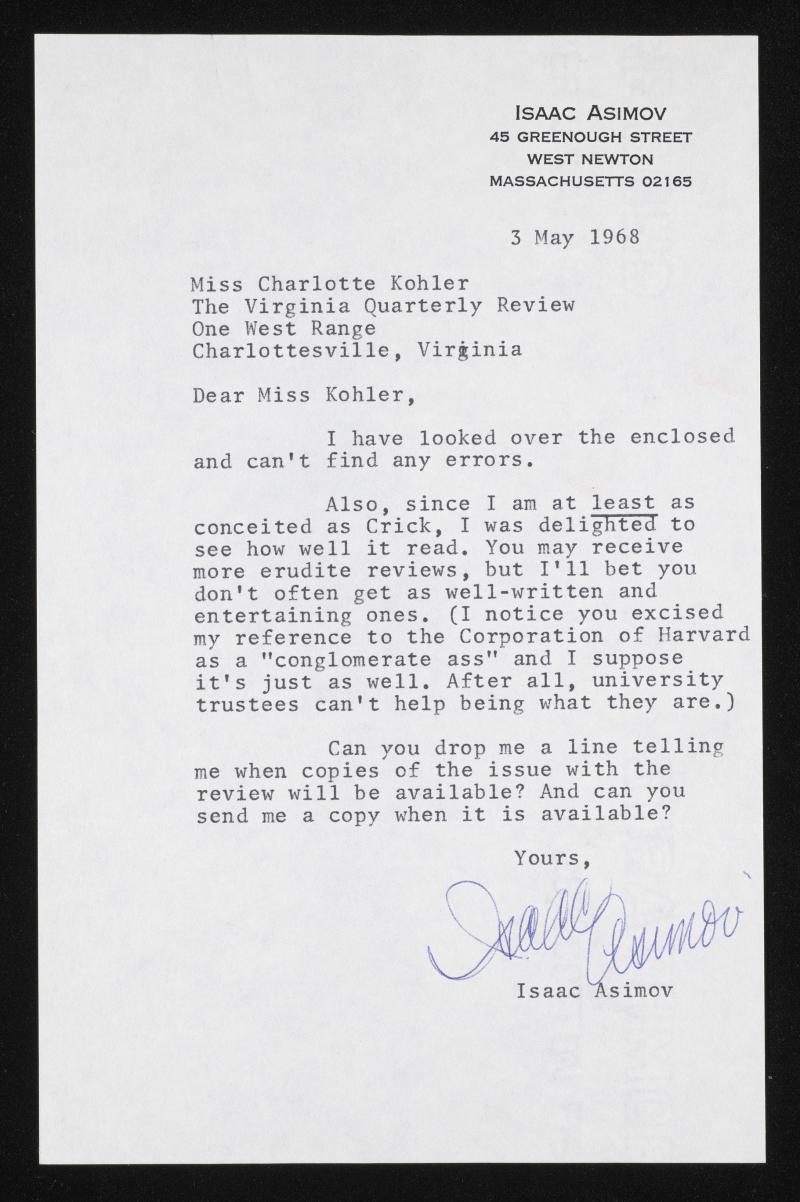 ISAAC ASIMOV
45 GREENOUGH STREET
WEST NEWTON
MASSACHUSETTS 02165
3 May 1968
Miss Charlotte Kohler
The Virginia Quarterly Review
One West Range
Charlottesville, Virginia
Dear Miss Kohler,
I have looked over the enclosed
and can't find any errors.
Also, since I am at least as
conceited as Crick, I was delighted to
see how well it read. You may receive
more erudite reviews, but I'll bet you
don't often get as well-written and
entertaining ones. (I notice you excised
my reference to the Corporation of Harvard
as a "conglomerate ass" and I suppose
it's just as well. After all, university
trustees can't help being what they are.)
Can you drop me a line telling
me when copies of the issue with the
review will be available? And can you
send me a copy when it is available?
Yours,
Isaac Asimov
Isaac Asimov